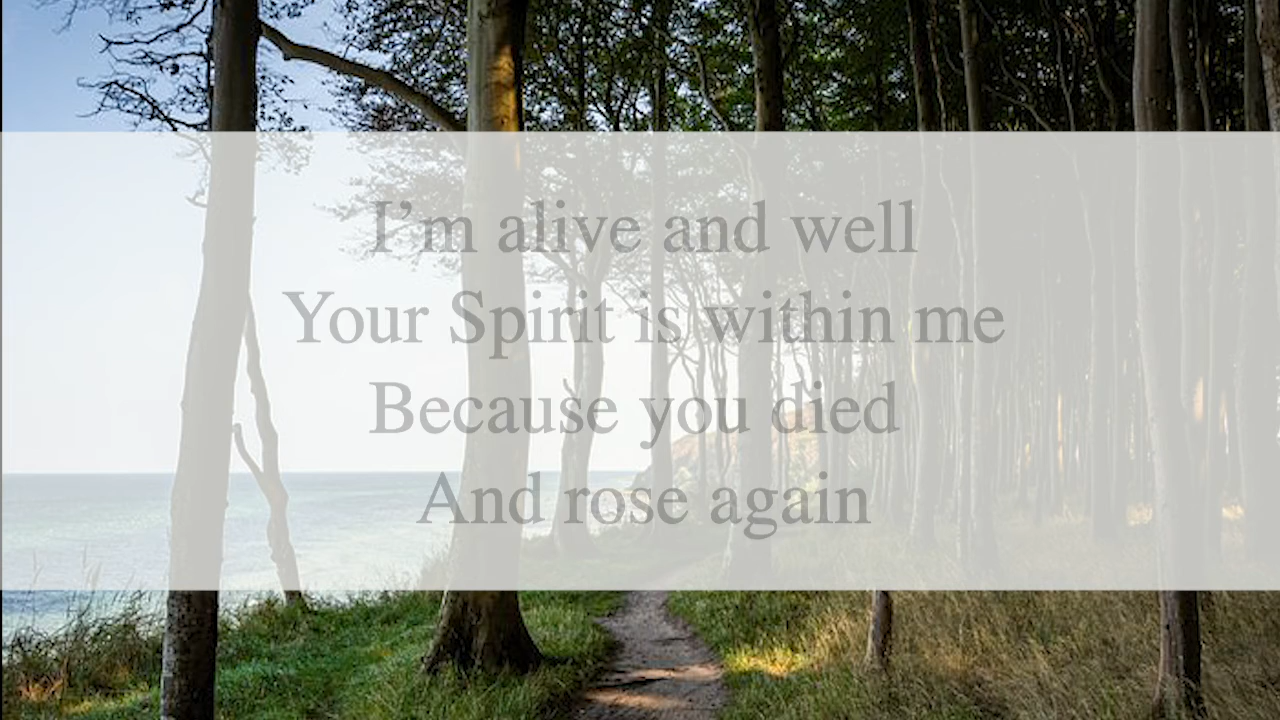 I’m alive and well
Your Spirit is within me
Because you died
And rose again